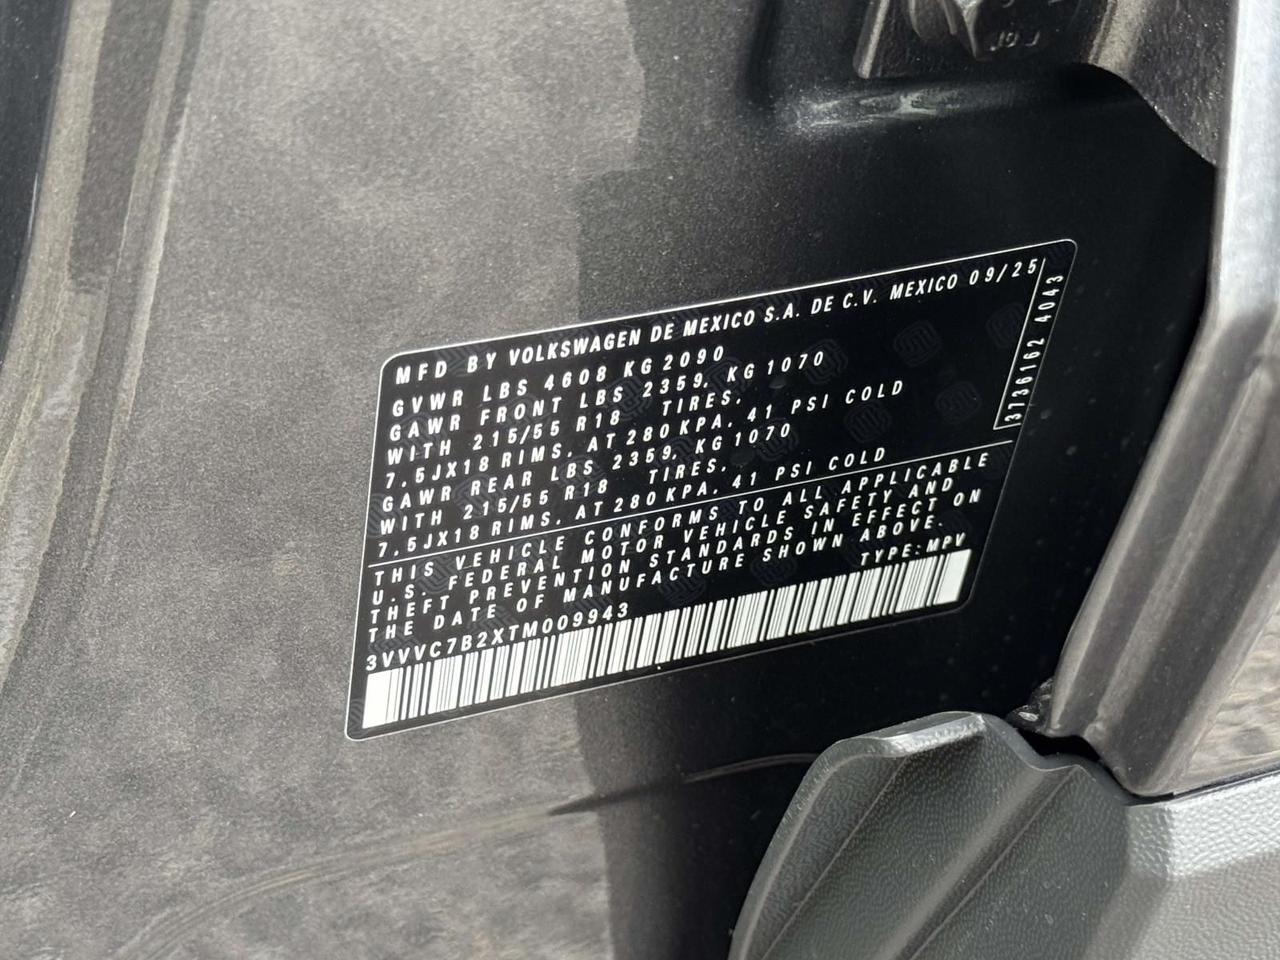 MFD BY VOLKSWAGEN DE MEXICO S.A. DE C.V. MEXICO 09/25
GVWR LBS 4608 KG 2090
GAWR FRONT LBS 2359, KG 1070
WITH 215/55 R18 TIRES,
7.5JX18 RIMS, AT 280 KPA, 41 PSI COLD
GAWR REAR LBS 2359, KG 1070
WITH 215/55 R18 TIRES,
7.5JX18 RIMS, AT 280 KPA, 41 PSI COLD
3736162 4043
THIS VEHICLE CONFORMS TO ALL APPLICABLE
U.S. FEDERAL MOTOR VEHICLE SAFETY AND
THEFT PREVENTION STANDARDS IN EFFECT ON
THE DATE OF MANUFACTURE SHOWN ABOVE.
TYPE: MPV
3VVVC7B2XTM009943